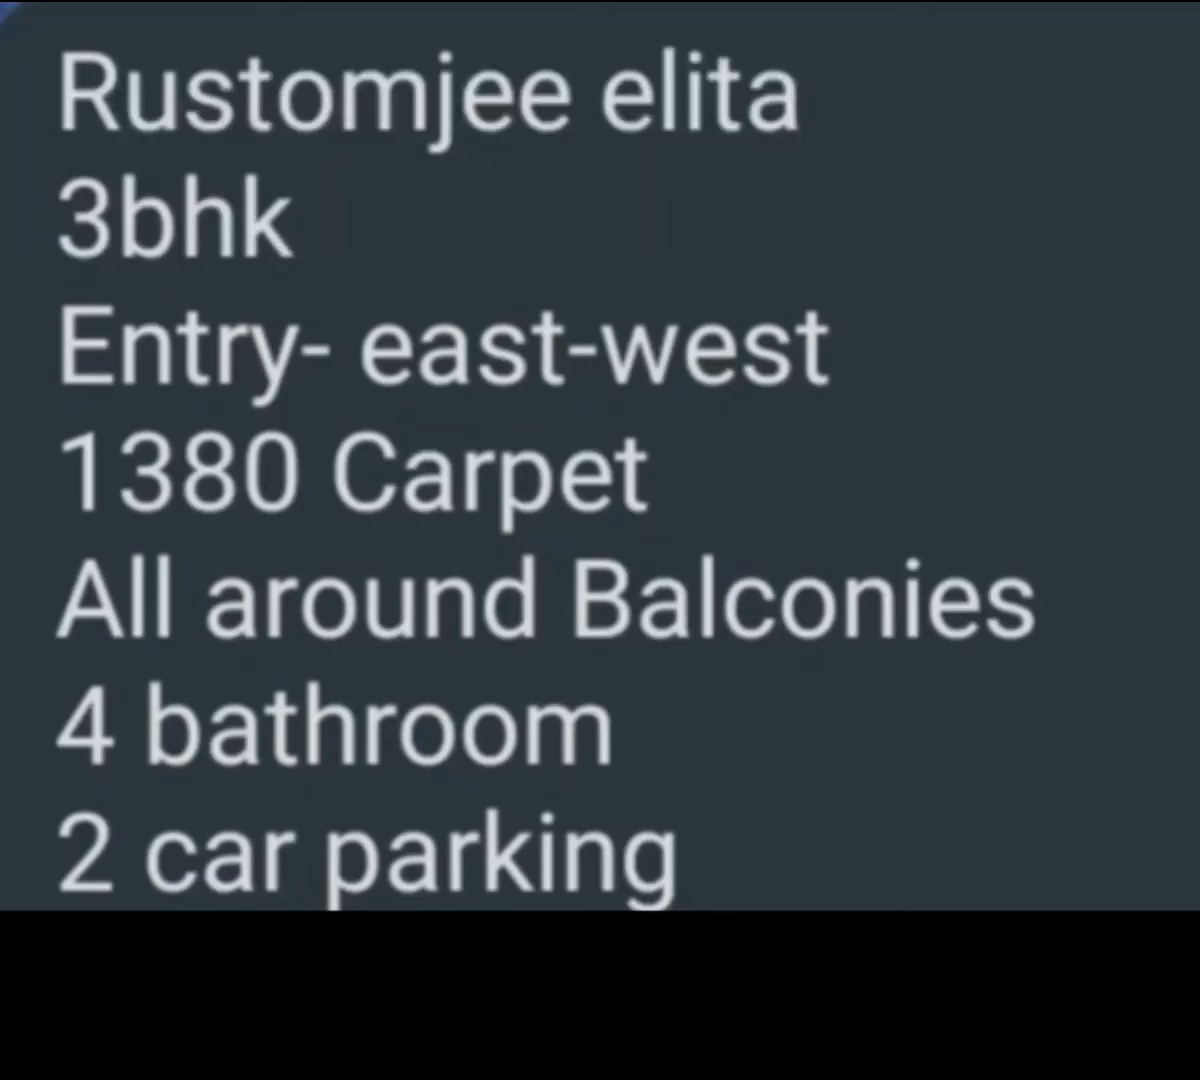 Rustomjee elita
3bhk
Entry- east-west
1380 Carpet
All around Balconies
4 bathroom
2 car parking